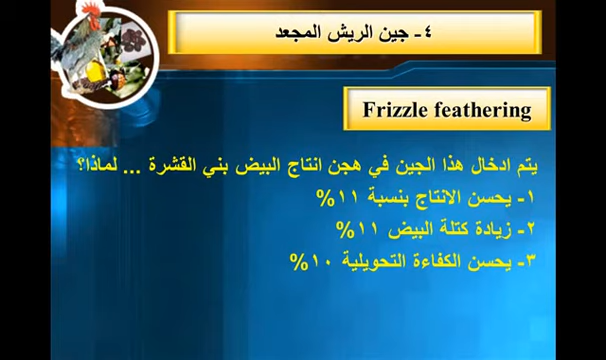 ٤- جين الريش المجعد
Frizzle feathering
يتم ادخال هذا الجين في هجن انتاج البيض بني القشرة ... لماذا؟
١- يحسن الانتاج بنسبة ١١%
٢- زيادة كتلة البيض ١١%
٣- يحسن الكفاءة التحويلية ١٠%